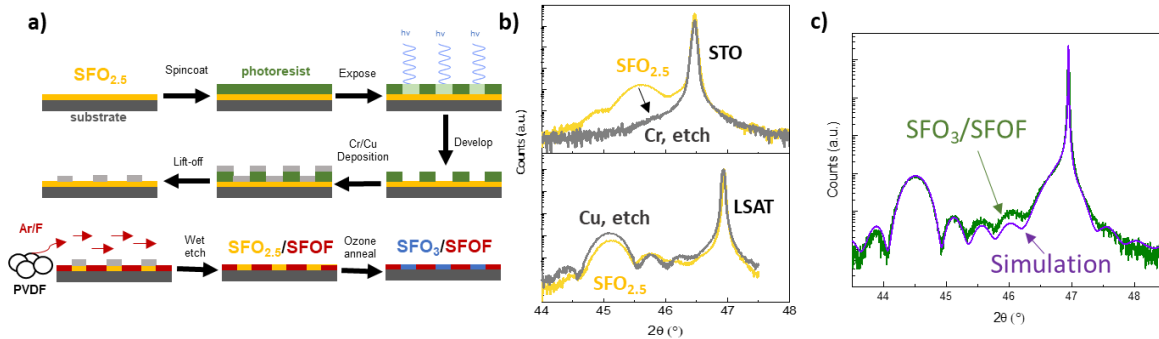 a)
SFO2.5
Spincoat
photoresist
Expose
hν hν hν
substrate
Develop
Cr/Cu
Deposition
Lift-off
Ar/F
PVDF
Wet
etch
SFO2.5/SFOF
Ozone
anneal
SFO3/SFOF
b)
STO
SFO2.5
Cr, etch
Counts (a.u.)
Cu, etch
LSAT
SFO2.5
44 45 46 47 48
2θ (°)
c)
SFO3/SFOF
Counts (a.u.)
Simulation
44 45 46 47 48
2θ (°)